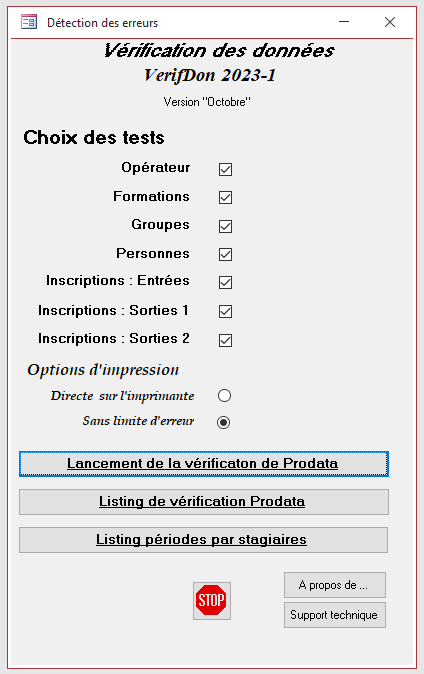 Détection des erreurs
Vérification des données
VerifDon 2023-1
Version "Octobre"
Choix des tests
Opérateur
Formations
Groupes
Personnes
Inscriptions : Entrées
Inscriptions : Sorties 1
Inscriptions : Sorties 2
Options d'impression
Directe sur l'imprimante
Sans limite d'erreur
Lancement de la vérificaton de Prodata
Listing de vérification Prodata
Listing périodes par stagiaires
STOP
A propos de ...
Support technique